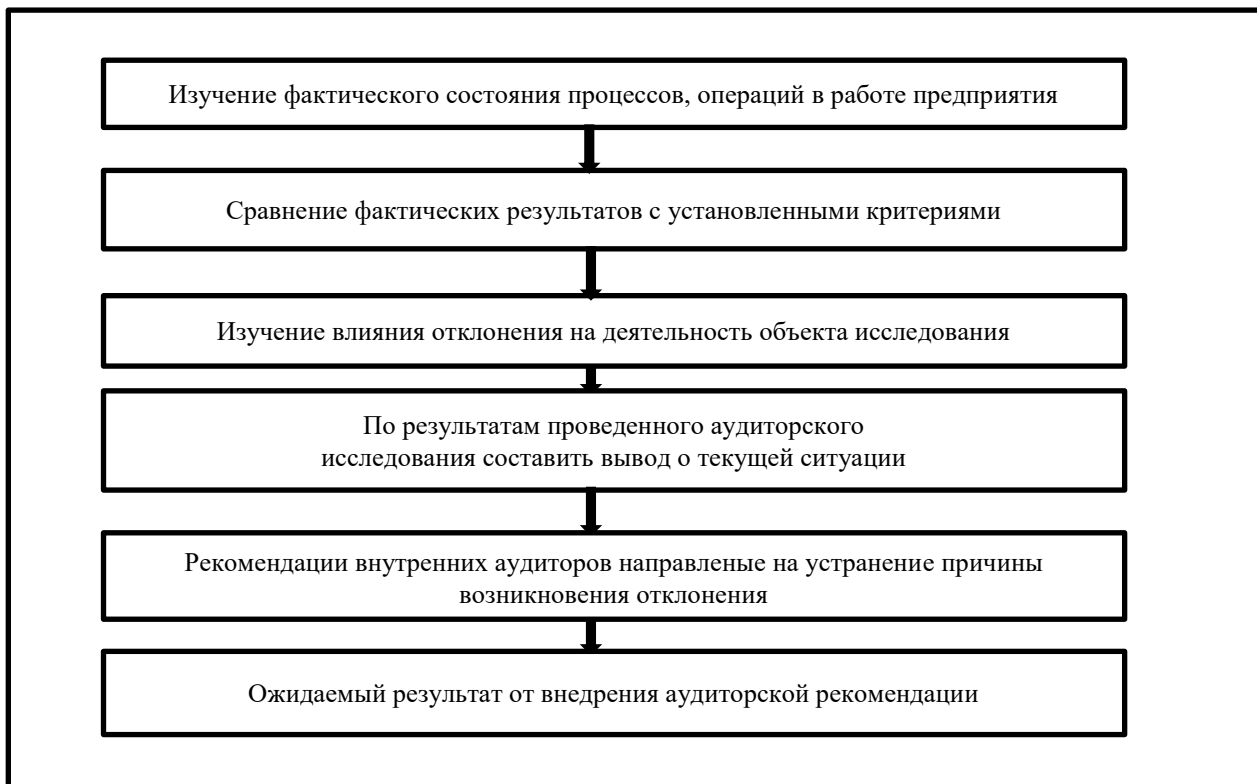 Изучение фактического состояния процессов, операций в работе предприятия
Сравнение фактических результатов с установленными критериями
Изучение влияния отклонения на деятельность объекта исследования
По результатам проведенного аудиторского
исследования составить вывод о текущей ситуации
Рекомендации внутренних аудиторов направленые на устранение причины
возникновения отклонения
Ожидаемый результат от внедрения аудиторской рекомендации